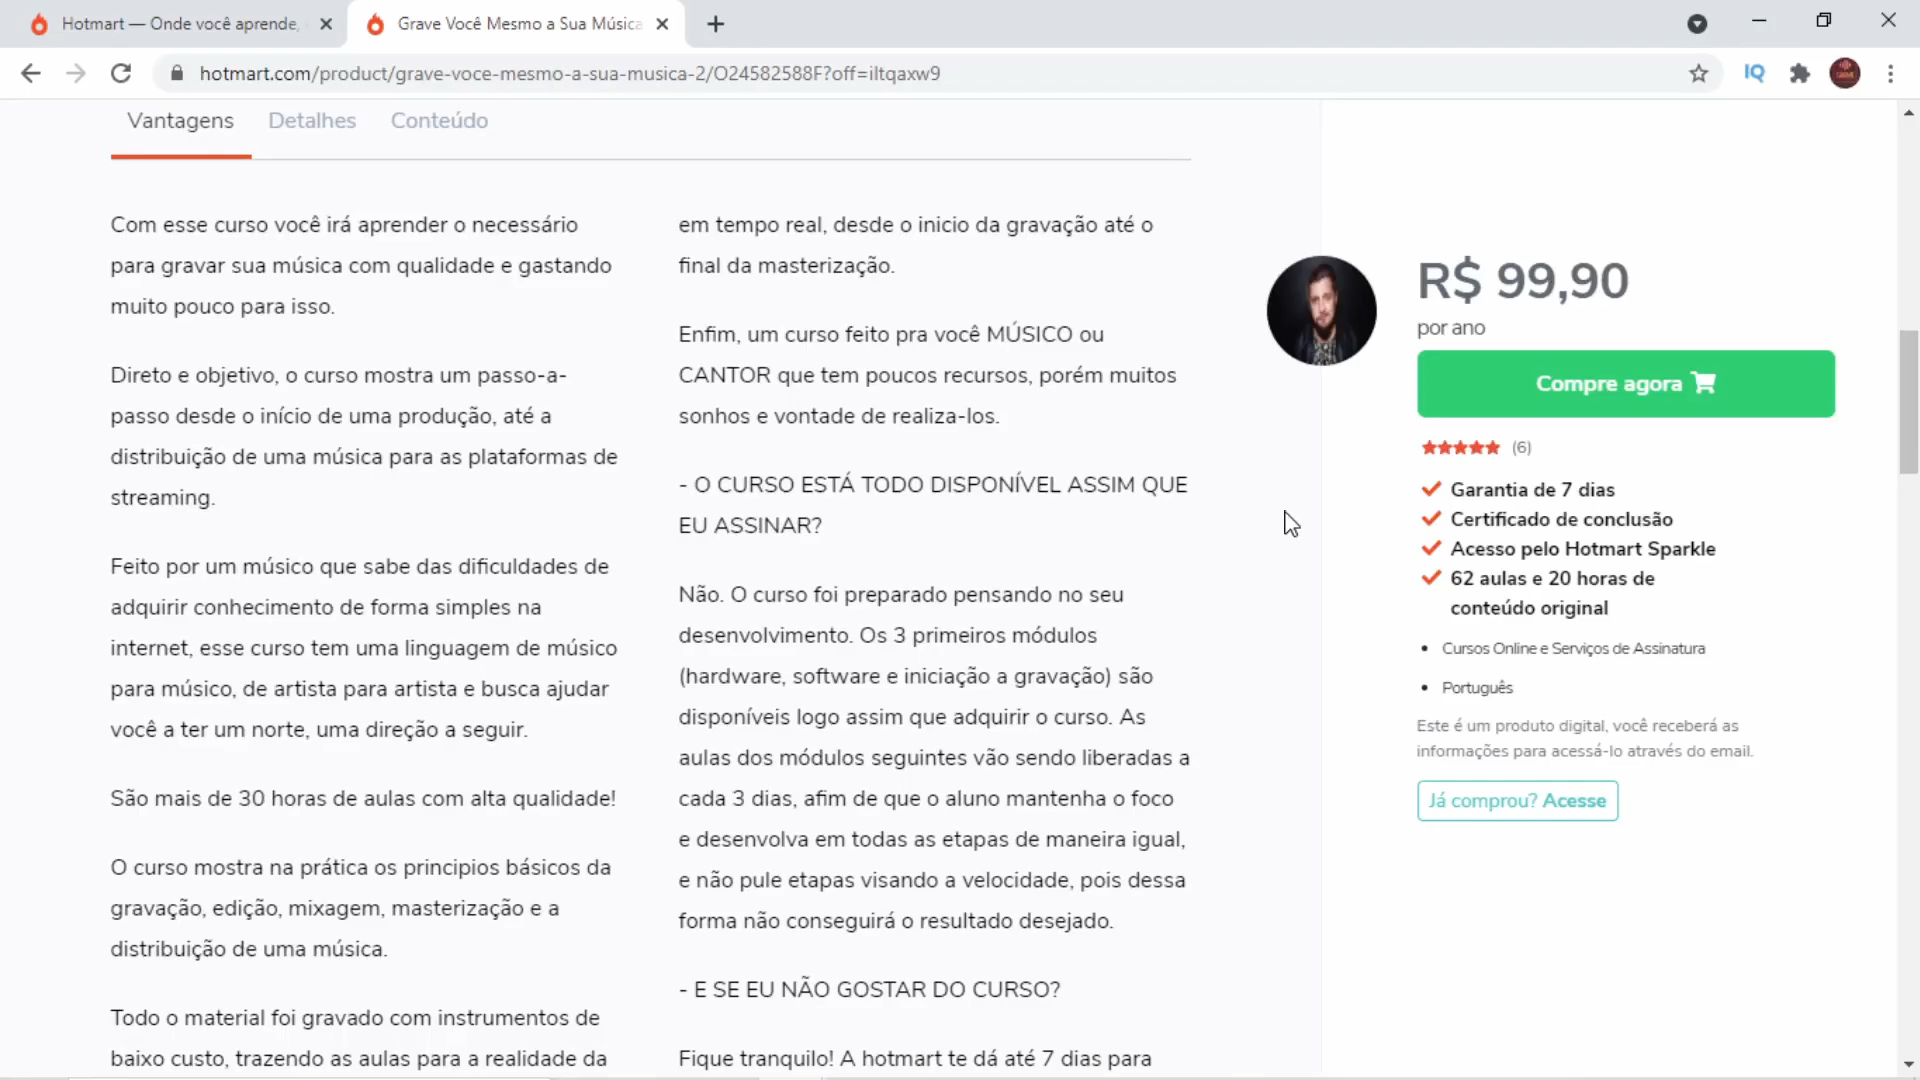 Hotmart — Onde você aprende,
Grave Você Mesmo a Sua Música
hotmart.com/product/grave-voce-mesmo-a-sua-musica-2/O24582588F?off=iltqaxw9
IQ
Vantagens
Detalhes
Conteúdo
Com esse curso você irá aprender o necessário
para gravar sua música com qualidade e gastando
muito pouco para isso.
Direto e objetivo, o curso mostra um passo-a-
passo desde o início de uma produção, até a
distribuição de uma música para as plataformas de
streaming.
Feito por um músico que sabe das dificuldades de
adquirir conhecimento de forma simples na
internet, esse curso tem uma linguagem de músico
para músico, de artista para artista e busca ajudar
você a ter um norte, uma direção a seguir.
São mais de 30 horas de aulas com alta qualidade!
O curso mostra na prática os principios básicos da
gravação, edição, mixagem, masterização e a
distribuição de uma música.
Todo o material foi gravado com instrumentos de
baixo custo, trazendo as aulas para a realidade da
em tempo real, desde o inicio da gravação até o
final da masterização.
Enfim, um curso feito pra você MÚSICO ou
CANTOR que tem poucos recursos, porém muitos
sonhos e vontade de realiza-los.
- O CURSO ESTÁ TODO DISPONÍVEL ASSIM QUE
EU ASSINAR?
Não. O curso foi preparado pensando no seu
desenvolvimento. Os 3 primeiros módulos
(hardware, software e iniciação a gravação) são
disponíveis logo assim que adquirir o curso. As
aulas dos módulos seguintes vão sendo liberadas a
cada 3 dias, afim de que o aluno mantenha o foco
e desenvolva em todas as etapas de maneira igual,
e não pule etapas visando a velocidade, pois dessa
forma não conseguirá o resultado desejado.
- E SE EU NÃO GOSTAR DO CURSO?
Fique tranquilo! A hotmart te dá até 7 dias para
R$ 99,90
por ano
Compre agora
(6)
Garantia de 7 dias
Certificado de conclusão
Acesso pelo Hotmart Sparkle
62 aulas e 20 horas de
conteúdo original
• Cursos Online e Serviços de Assinatura
• Português
Este é um produto digital, você receberá as
informações para acessá-lo através do email.
Já comprou? Acesse